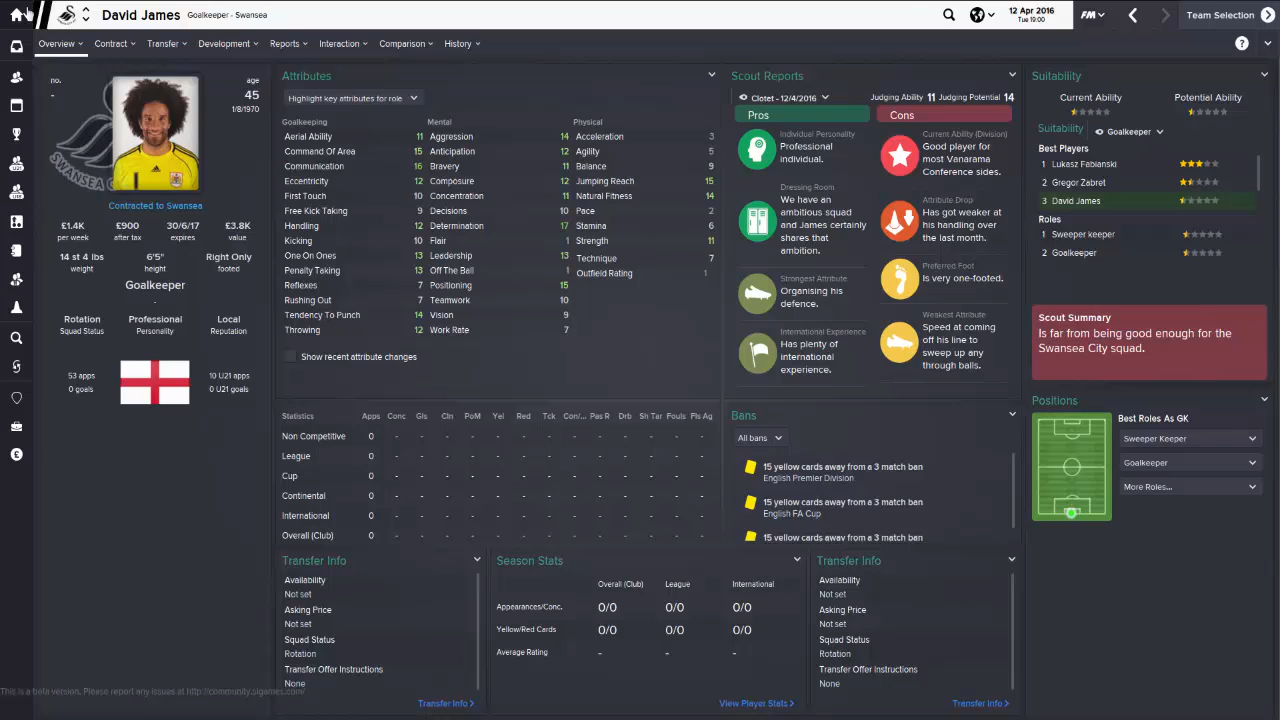 David James
Goalkeeper - Swansea
12 Apr 2016
Tue 19:00
FM
Team Selection
Overview
Contract
Transfer
Development
Reports
Interaction
Comparison
History
?
no.
-
age
45
1/8/1970
SWANSEA
Contracted to Swansea
£1.4K
per week
£900
after tax
30/6/17
expires
£3.8K
value
14 st 4 lbs
weight
6'5"
height
Right Only
footed
Goalkeeper
-
Rotation
Squad Status
Professional
Personality
Local
Reputation
53 apps
0 goals
10 U21 apps
0 U21 goals
Attributes
Highlight key attributes for role
Goalkeeping
Aerial Ability 11
Command Of Area 15
Communication 16
Eccentricity 12
First Touch 10
Free Kick Taking 9
Handling 12
Kicking 10
One On Ones 13
Penalty Taking 13
Reflexes 7
Rushing Out 7
Tendency To Punch 14
Throwing 12
Mental
Aggression 14
Anticipation 12
Bravery 11
Composure 12
Concentration 11
Decisions 10
Determination 17
Flair 1
Leadership 13
Off The Ball 1
Positioning 15
Teamwork 10
Vision 9
Work Rate 7
Physical
Acceleration 3
Agility 5
Balance 9
Jumping Reach 15
Natural Fitness 14
Pace 2
Stamina 6
Strength 11
Technique 7
Outfield Rating 1
Show recent attribute changes
Scout Reports
Clotet - 12/4/2016
Judging Ability 11 Judging Potential 14
Pros
Individual Personality
Professional
individual.
Dressing Room
We have an
ambitious squad
and James certainly
shares that
ambition.
Strongest Attribute
Organising his
defence.
International Experience
Has plenty of
international
experience.
Cons
Current Ability (Division)
Good player for
most Vanarama
Conference sides.
Attribute Drop
Has got weaker at
his handling over
the last month.
Preferred Foot
Is very one-footed.
Weakest Attribute
Speed at coming
off his line to
sweep up any
through balls.
Suitability
Current Ability
Potential Ability
Suitability
Goalkeeper
Best Players
1 Lukasz Fabianski
2 Gregor Zabret
3 David James
Roles
1 Sweeper keeper
2 Goalkeeper
Scout Summary
Is far from being good enough for the
Swansea City squad.
Positions
Best Roles As GK
Sweeper Keeper
Goalkeeper
More Roles...
Statistics Apps Conc Gls Cln PoM Yel Red Tck Con/... Pas R Drb Sh Tar Fouls Fls Ag
Non Competitive 0 - - - - - - - - - - - - -
League 0 - - - - - - - - - - - - -
Cup 0 - - - - - - - - - - - - -
Continental 0 - - - - - - - - - - - - -
International 0 - - - - - - - - - - - - -
Overall (Club) 0 - - - - - - - - - - - - -
Bans
All bans
15 yellow cards away from a 3 match ban
English Premier Division
15 yellow cards away from a 3 match ban
English FA Cup
15 yellow cards away from a 3 match ban
Transfer Info
Availability
Not set
Asking Price
Not set
Squad Status
Rotation
Transfer Offer Instructions
None
Transfer Info >
Season Stats
Overall (Club) League International
Appearances/Conc. 0/0 0/0 0/0
Yellow/Red Cards 0/0 0/0 0/0
Average Rating - - -
View Player Stats >
Transfer Info
Availability
Not set
Asking Price
Not set
Squad Status
Rotation
Transfer Offer Instructions
None
Transfer Info >
This is a beta version. Please report any issues at http://community.sigames.com/